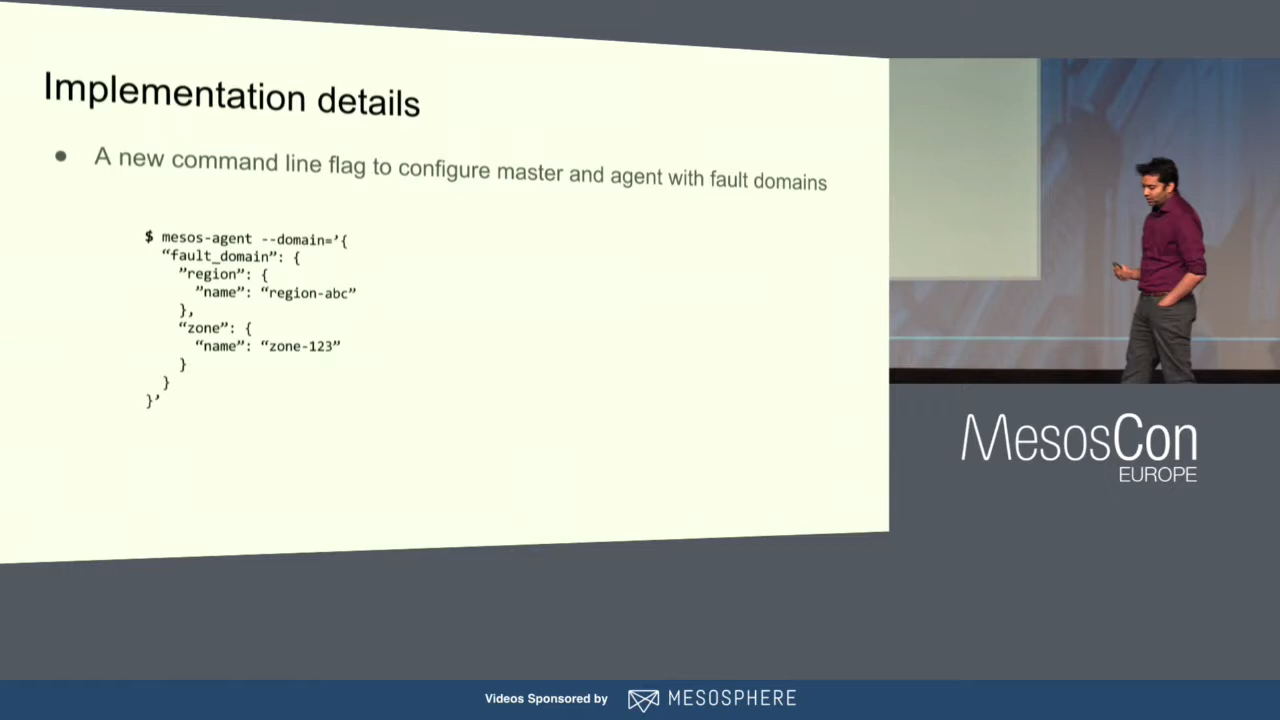 Implementation details
● A new command line flag to configure master and agent with fault domains
$ mesos-agent --domain=’{
“fault_domain”: {
”region”: {
”name”: “region-abc”
},
“zone”: {
“name”: “zone-123”
}
}
}’
MesosCon
EUROPE
Videos Sponsored by MESOSPHERE